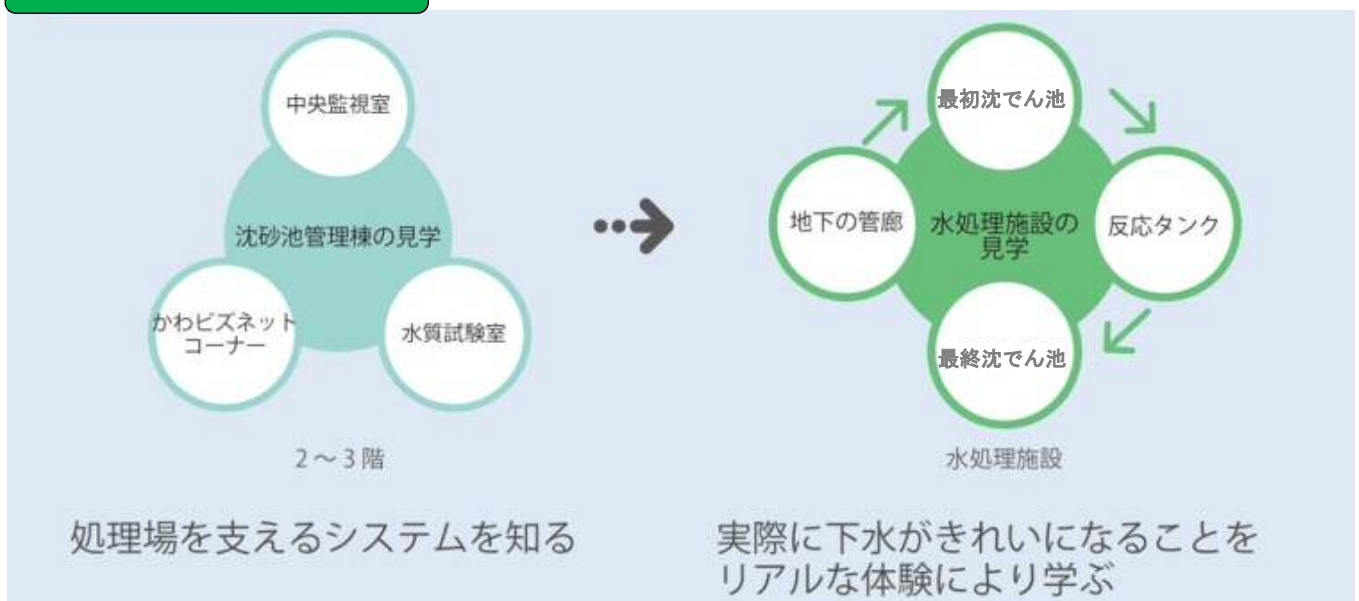 中央監視室
沈砂池管理棟の見学
かわビズネット
コーナー
水質試験室
2～3階
処理場を支えるシステムを知る
最初沈でん池
地下の管廊
水処理施設の
見学
反応タンク
最終沈でん池
水処理施設
実際に下水がきれいになることを
リアルな体験により学ぶ